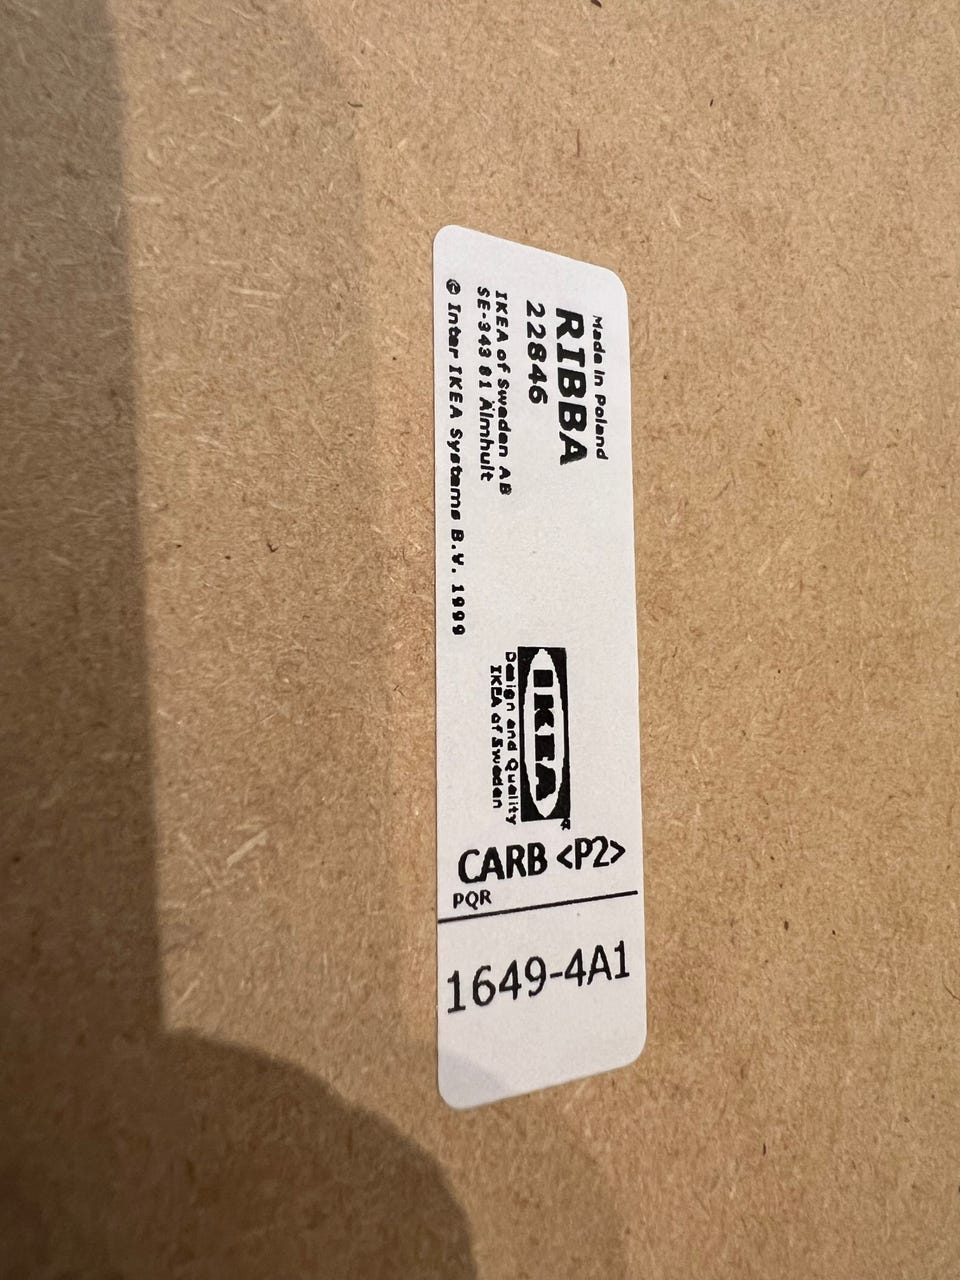 Made in Poland
RIBBA
22846
IKEA of Sweden AB
SE-343 81 Älmhult
© Inter IKEA Systems B.V. 1999
IKEA®
Design and Quality
IKEA of Sweden
CARB <P2>
PQR
1649-4A1